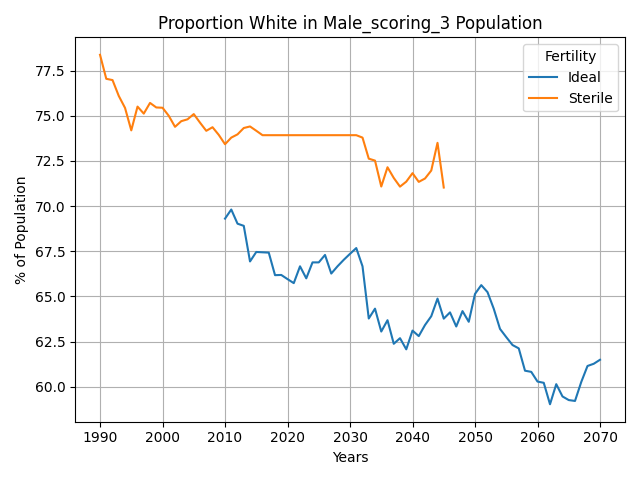 Proportion White in Male_scoring_3 Population
Fertility
Ideal
Sterile
% of Population
77.5
75.0
72.5
70.0
67.5
65.0
62.5
60.0
1990 2000 2010 2020 2030 2040 2050 2060 2070
Years